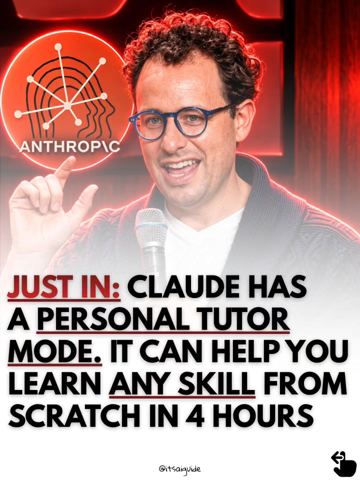 ANTHROP\C
JUST IN: CLAUDE HAS
A PERSONAL TUTOR
MODE. IT CAN HELP YOU
LEARN ANY SKILL FROM
SCRATCH IN 4 HOURS
@itsaiguide